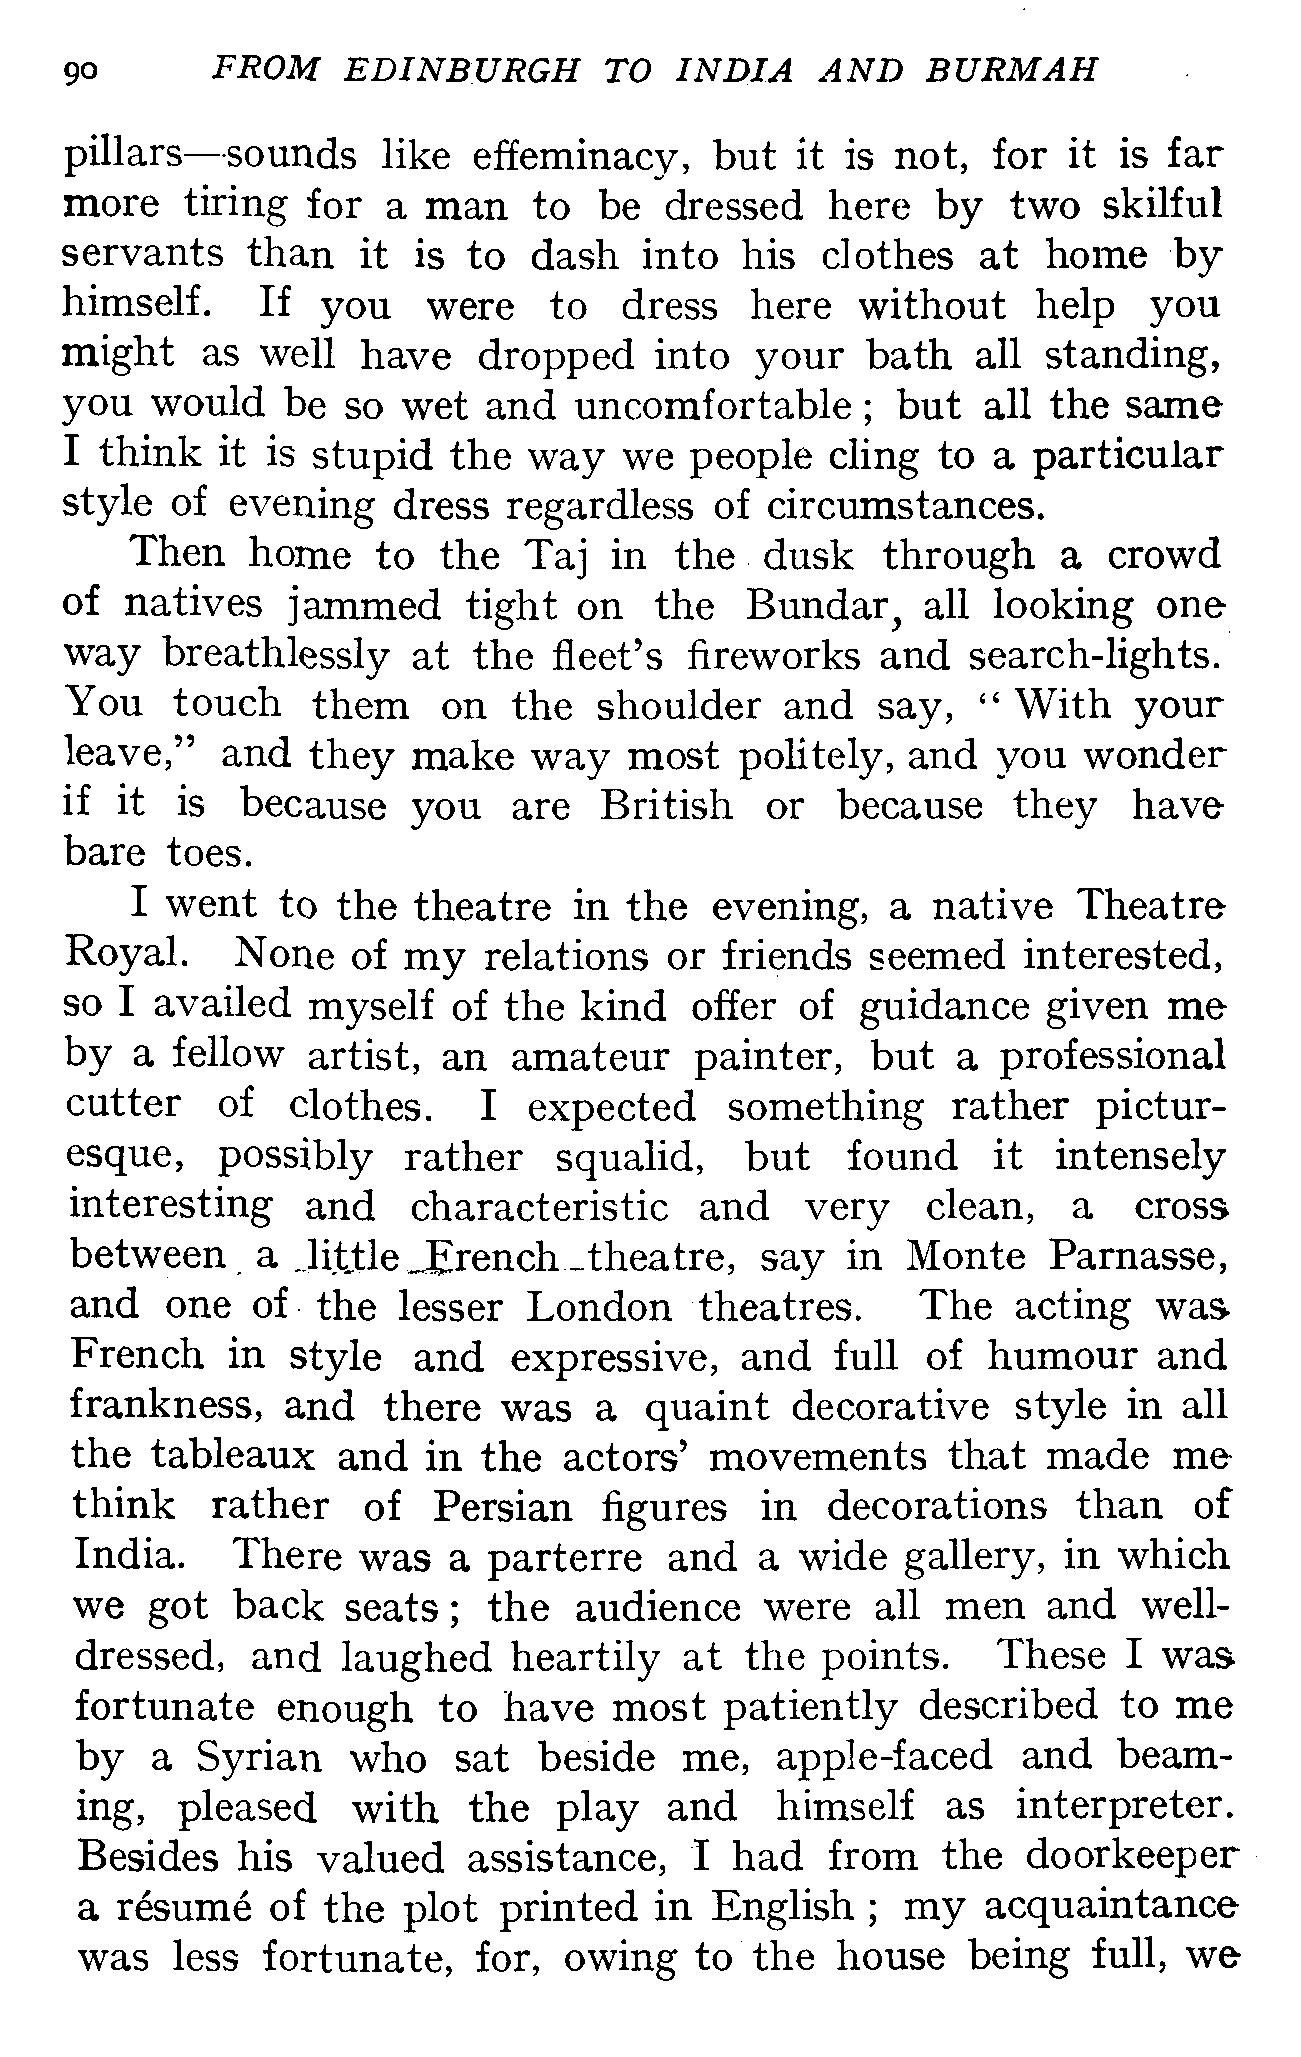 90 FROM EDINBURGH TO INDIA AND BURMAH
pillars—sounds like effeminacy, but it is not, for it is far
more tiring for a man to be dressed here by two skilful
servants than it is to dash into his clothes at home by
himself. If you were to dress here without help you
might as well have dropped into your bath all standing,
you would be so wet and uncomfortable ; but all the same
I think it is stupid the way we people cling to a particular
style of evening dress regardless of circumstances.
Then home to the Taj in the dusk through a crowd
of natives jammed tight on the Bundar, all looking one
way breathlessly at the fleet's fireworks and search-lights.
You touch them on the shoulder and say, " With your
leave," and they make way most politely, and you wonder
if it is because you are British or because they have
bare toes.
I went to the theatre in the evening, a native Theatre
Royal. None of my relations or friends seemed interested,
so I availed myself of the kind offer of guidance given me
by a fellow artist, an amateur painter, but a professional
cutter of clothes. I expected something rather pictur-
esque, possibly rather squalid, but found it intensely
interesting and characteristic and very clean, a cross
between a little French theatre, say in Monte Parnasse,
and one of the lesser London theatres. The acting was
French in style and expressive, and full of humour and
frankness, and there was a quaint decorative style in all
the tableaux and in the actors' movements that made me
think rather of Persian figures in decorations than of
India. There was a parterre and a wide gallery, in which
we got back seats ; the audience were all men and well-
dressed, and laughed heartily at the points. These I was
fortunate enough to have most patiently described to me
by a Syrian who sat beside me, apple-faced and beam-
ing, pleased with the play and himself as interpreter.
Besides his valued assistance, I had from the doorkeeper
a résumé of the plot printed in English ; my acquaintance
was less fortunate, for, owing to the house being full, we